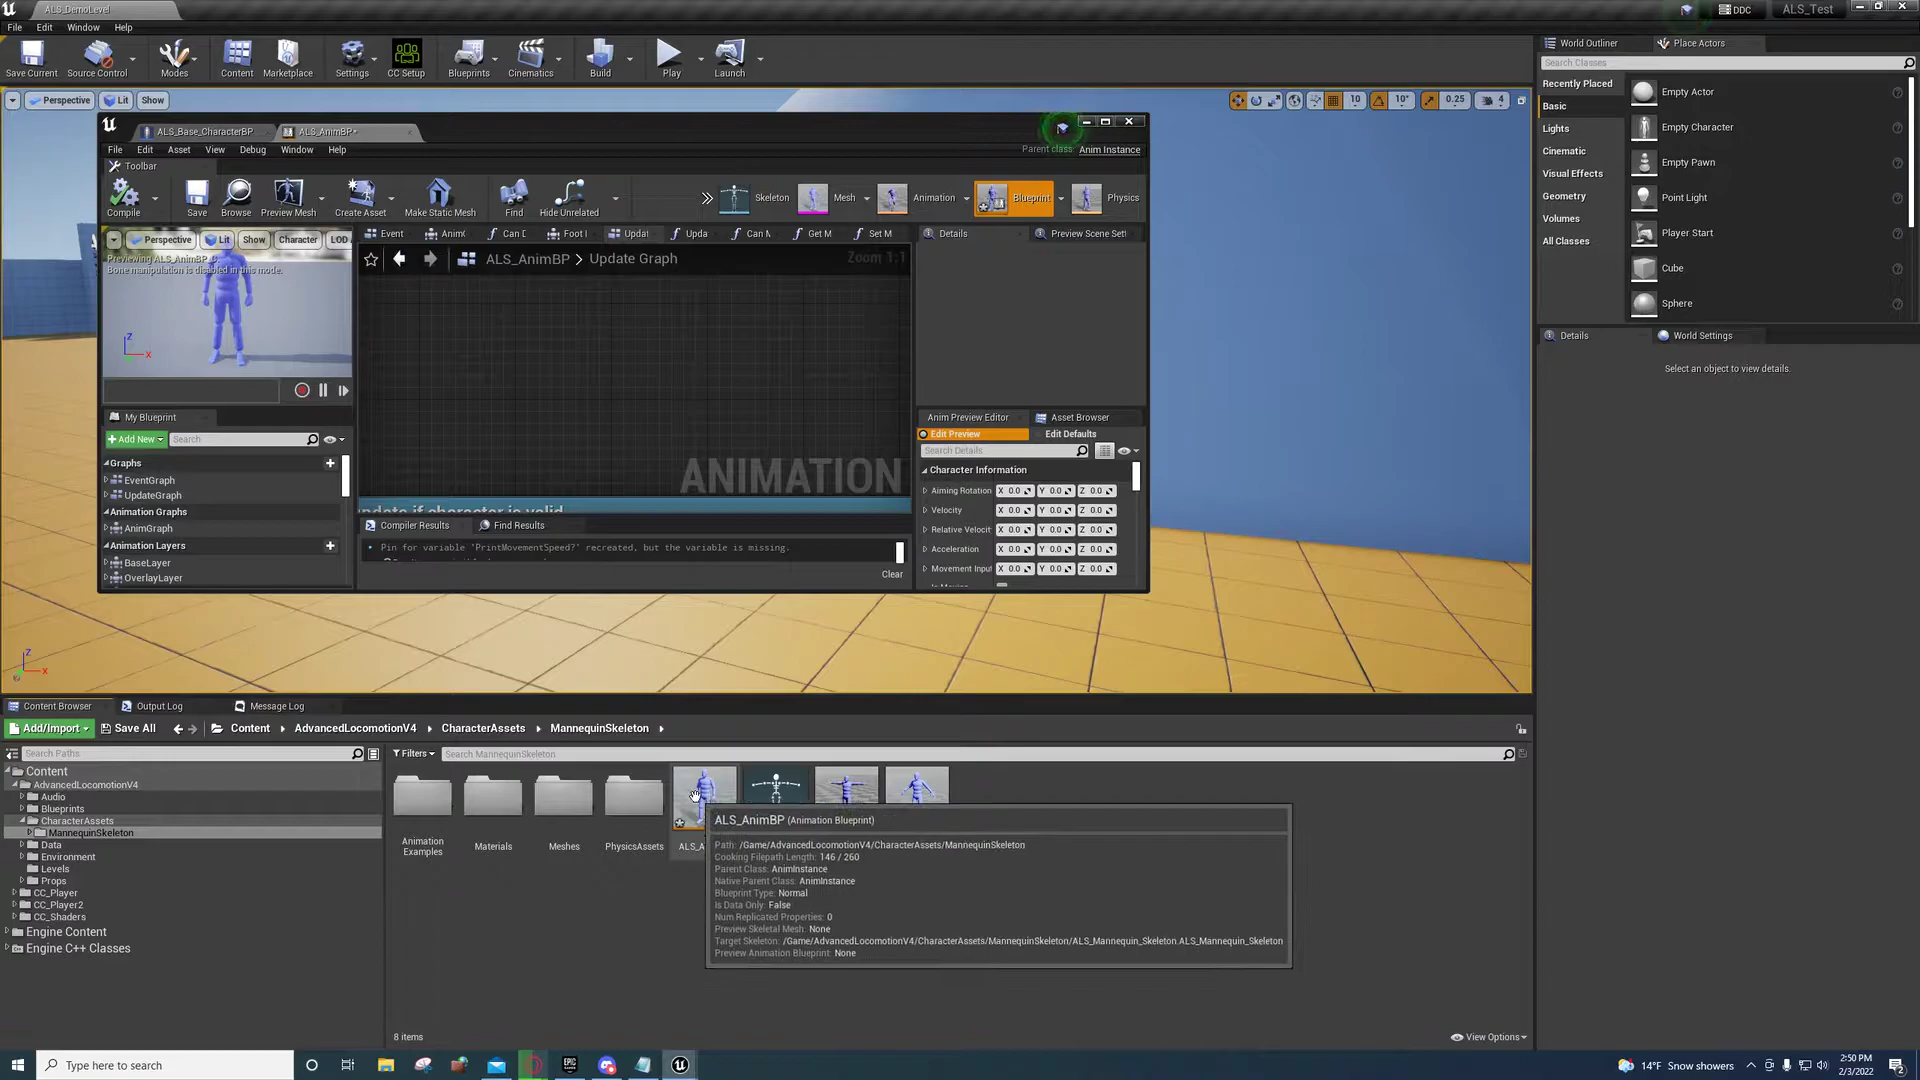 ALS_DemoLevel
DDC
ALS_Test
File Edit Window Help
Save Current
Source Control
Modes
Content
Marketplace
Settings
CC Setup
Blueprints
Cinematics
Build
Play
Launch
Perspective Lit Show
10 10° 0.25 4
World Outliner
Place Actors
Search Classes
Recently Placed
Basic
Lights
Cinematic
Visual Effects
Geometry
Volumes
All Classes
Empty Actor
Empty Character
Empty Pawn
Point Light
Player Start
Cube
Sphere
Details
World Settings
Select an object to view details.
ALS_Base_CharacterBP
ALS_AnimBP*
File Edit Asset View Debug Window Help
Parent class: Anim Instance
Toolbar
Compile
Save
Browse
Preview Mesh
Create Asset
Make Static Mesh
Find
Hide Unrelated
Skeleton
Mesh
Animation
Blueprint
Physics
Perspective Lit Show Character LOD
Previewing ALS_AnimBP_C.
Bone manipulation is disabled in this mode.
Z
X
Event
AnimG
Can D
Foot I
Updat
Upda
Can M
Get M
Set M
ALS_AnimBP > Update Graph
Zoom 1:1
ANIMATION
pdate if character is valid
Details
Preview Scene Sett
My Blueprint
Add New
Search
Graphs
EventGraph
UpdateGraph
Animation Graphs
AnimGraph
Animation Layers
BaseLayer
OverlayLayer
Compiler Results
Find Results
Pin for variable 'PrintMovementSpeed?' recreated, but the variable is missing.
Clear
Anim Preview Editor
Asset Browser
Edit Preview
Edit Defaults
Search Details
Character Information
Aiming Rotation X 0.0 Y 0.0 Z 0.0
Velocity X 0.0 Y 0.0 Z 0.0
Relative Velocit X 0.0 Y 0.0 Z 0.0
Acceleration X 0.0 Y 0.0 Z 0.0
Movement Input X 0.0 Y 0.0 Z 0.0
Z
X
Content Browser
Output Log
Message Log
Add/Import
Save All
Content
AdvancedLocomotionV4
CharacterAssets
MannequinSkeleton
Search Paths
Filters
Search MannequinSkeleton
Content
AdvancedLocomotionV4
Audio
Blueprints
CharacterAssets
MannequinSkeleton
Data
Environment
Levels
Props
CC_Player
CC_Player2
CC_Shaders
Engine Content
Engine C++ Classes
Animation Examples
Materials
Meshes
PhysicsAssets
ALS_A
ALS_AnimBP (Animation Blueprint)
Path: /Game/AdvancedLocomotionV4/CharacterAssets/MannequinSkeleton
Cooking Filepath Length: 146 / 260
Parent Class: AnimInstance
Native Parent Class: AnimInstance
Blueprint Type: Normal
Is Data Only: False
Num Replicated Properties: 0
Preview Skeletal Mesh: None
Target Skeleton: /Game/AdvancedLocomotionV4/CharacterAssets/MannequinSkeleton/ALS_Mannequin_Skeleton.ALS_Mannequin_Skeleton
Preview Animation Blueprint: None
8 items
View Options
Type here to search
EPIC
14°F Snow showers
2:50 PM
2/3/2022
2